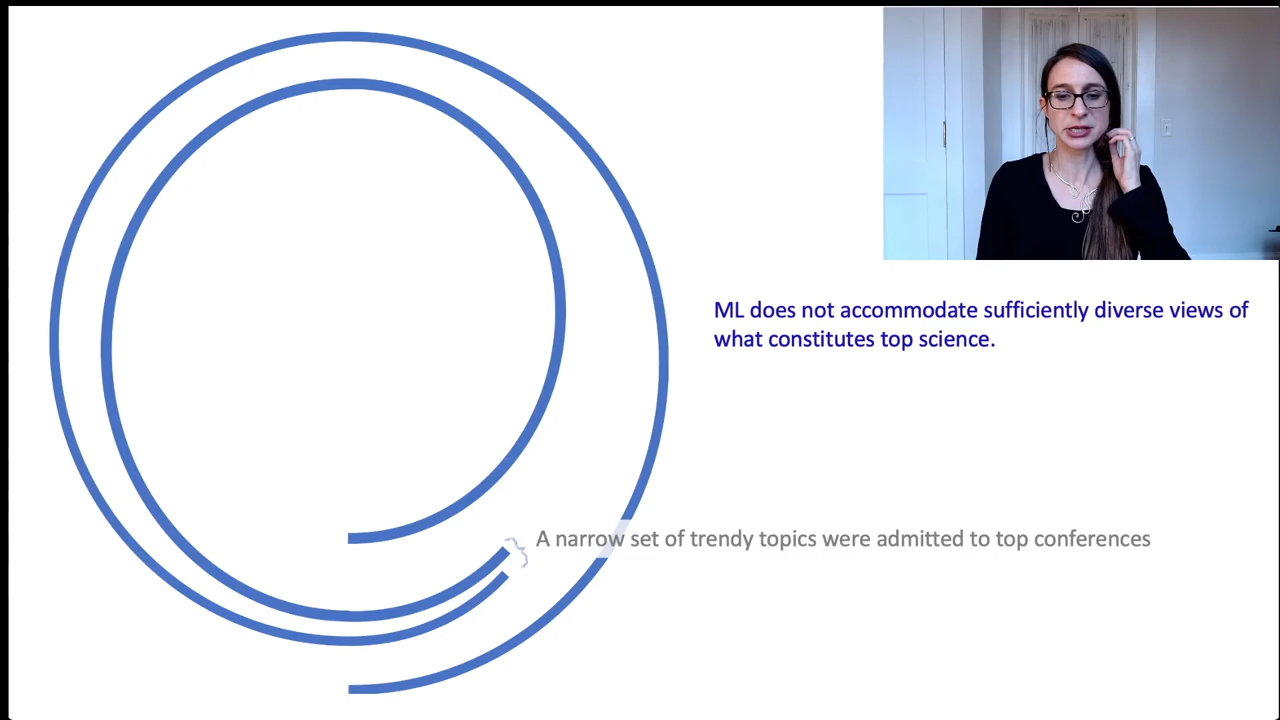 ML does not accommodate sufficiently diverse views of
what constitutes top science.
A narrow set of trendy topics were admitted to top conferences